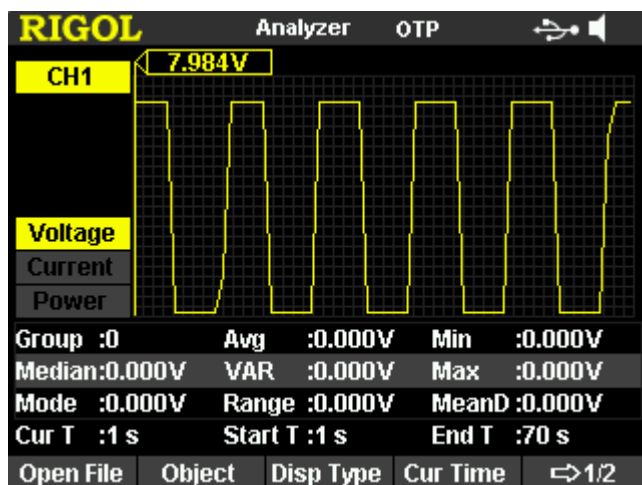 RIGOL Analyzer OTP
CH1
7.984V
Voltage
Current
Power
Group :0 Avg :0.000V Min :0.000V
Median:0.000V VAR :0.000V Max :0.000V
Mode :0.000V Range :0.000V MeanD:0.000V
Cur T :1 s Start T :1 s End T :70 s
Open File Object Disp Type Cur Time ⇨1/2